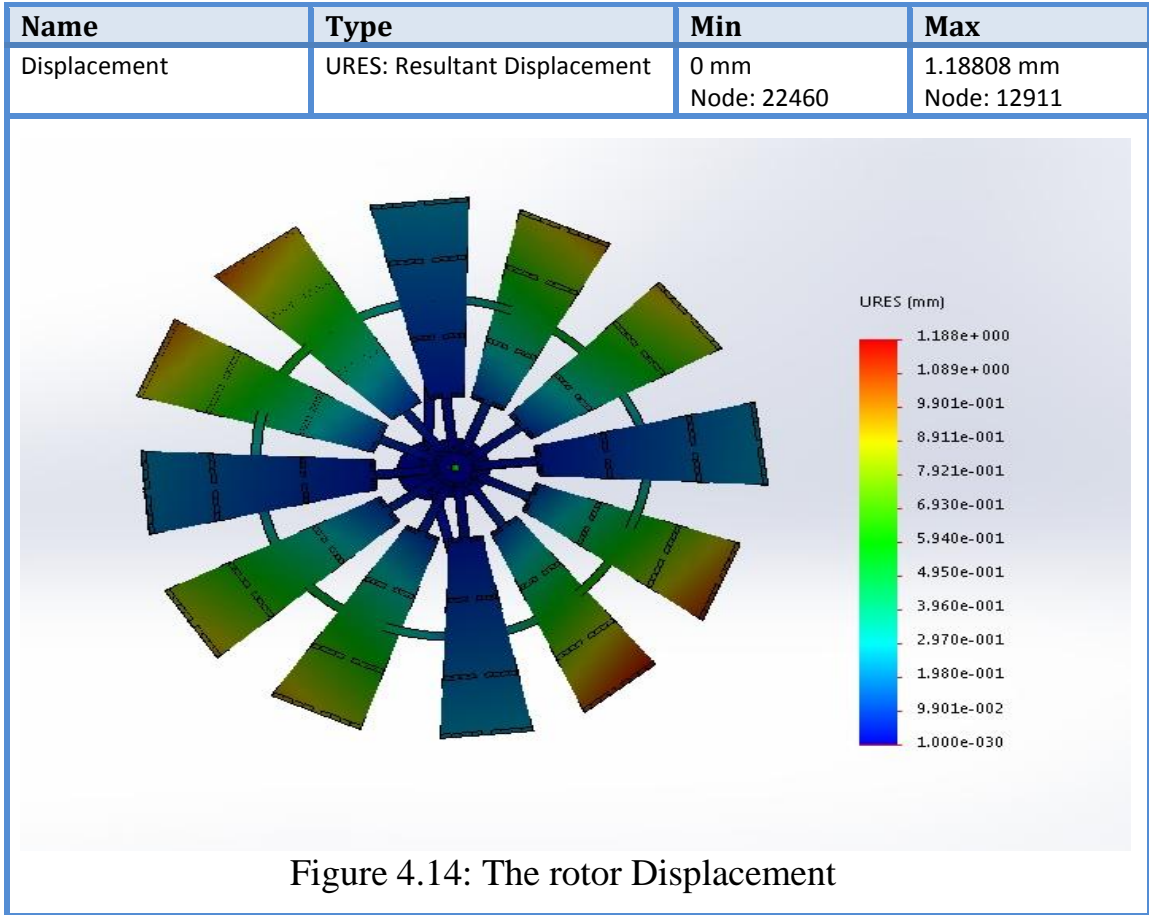 Name Type Min Max
Displacement URES: Resultant Displacement 0 mm 1.18808 mm
Node: 22460 Node: 12911
URES (mm)
1.188e+000
1.089e+000
9.901e-001
8.911e-001
7.921e-001
6.930e-001
5.940e-001
4.950e-001
3.960e-001
2.970e-001
1.980e-001
9.901e-002
1.000e-030
Figure 4.14: The rotor Displacement